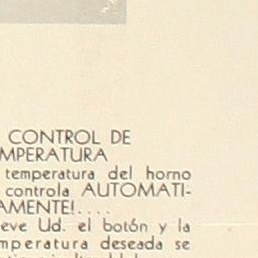 CONTROL DE
MPERATURA
temperatura del horno
controla AUTOMATI-
AMENTE!....
eve Ud. el botón y la
mperatura deseada se